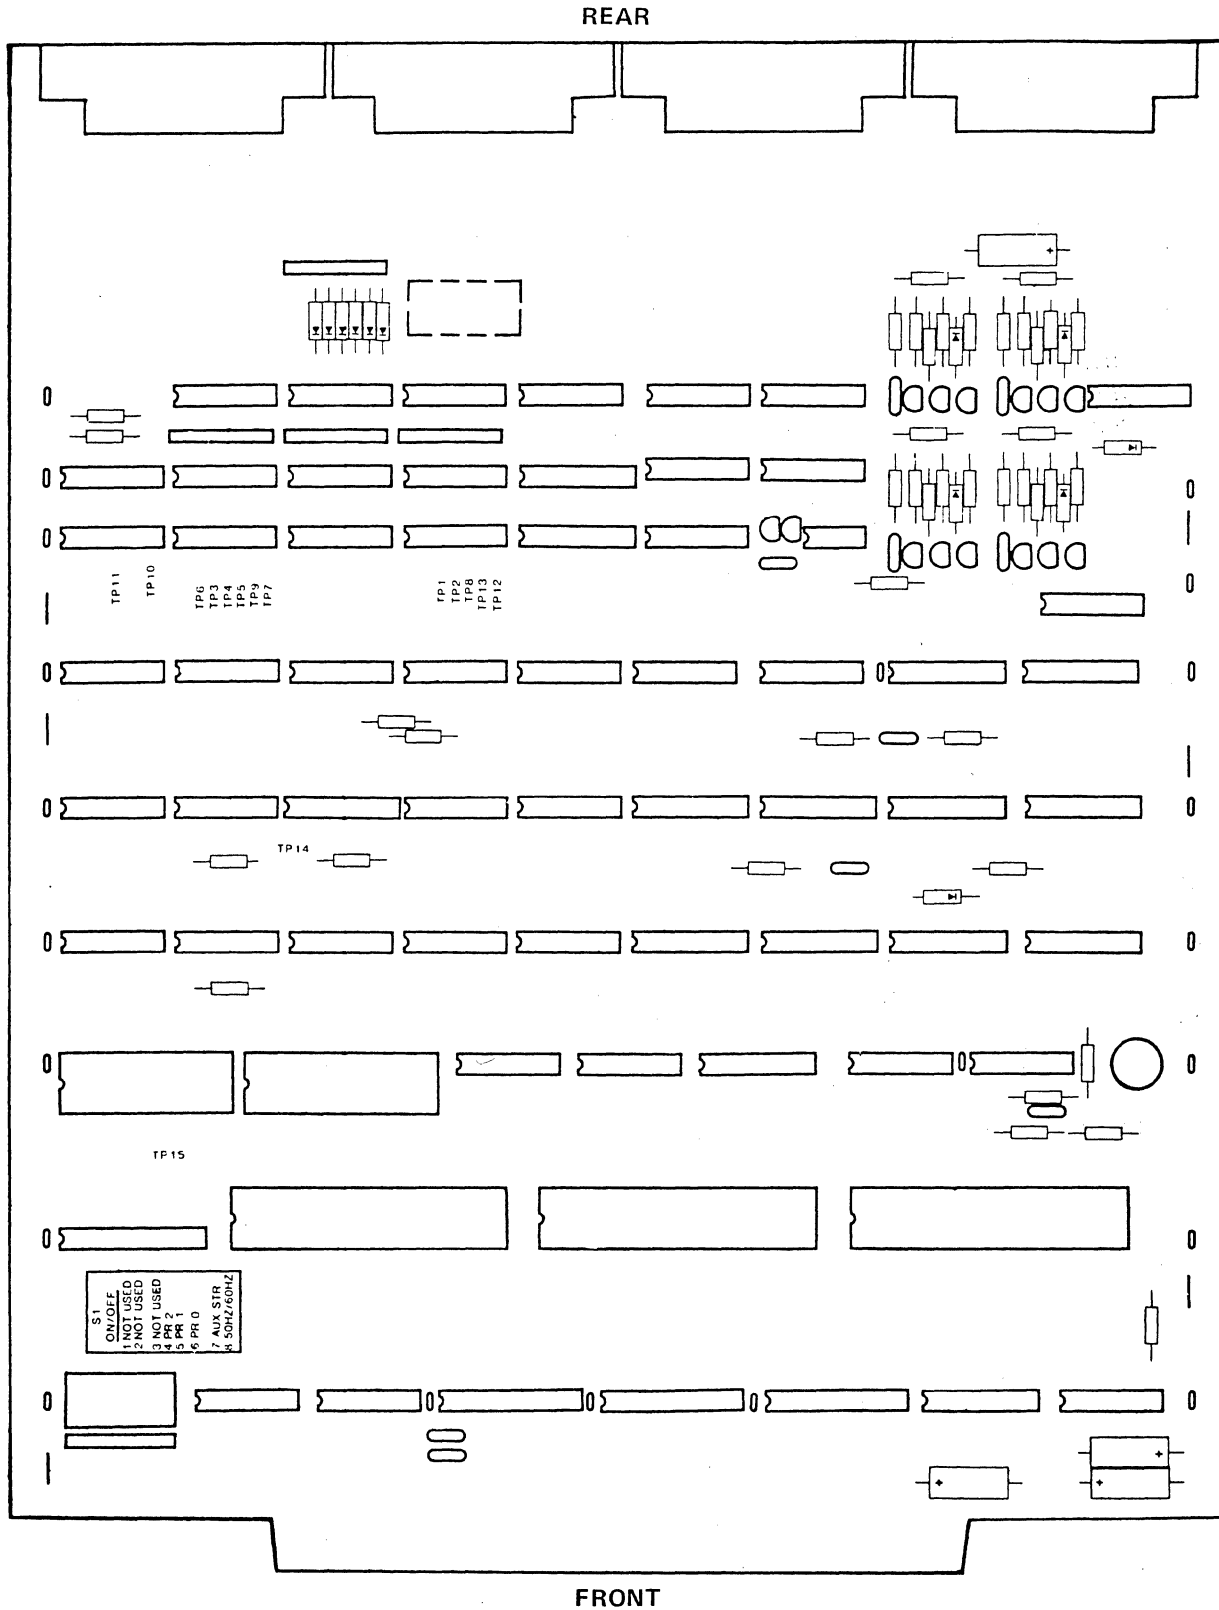 REAR
TP11
TP10
TP6
TP3
TP4
TP5
TP9
TP7
TP1
TP2
TP8
TP13
TP12
TP14
TP15
S1
ON/OFF
1 NOT USED
2 NOT USED
3 NOT USED
4 PR 2
5 PR 1
6 PR 0
7 AUX STR
8 50HZ/60HZ
FRONT